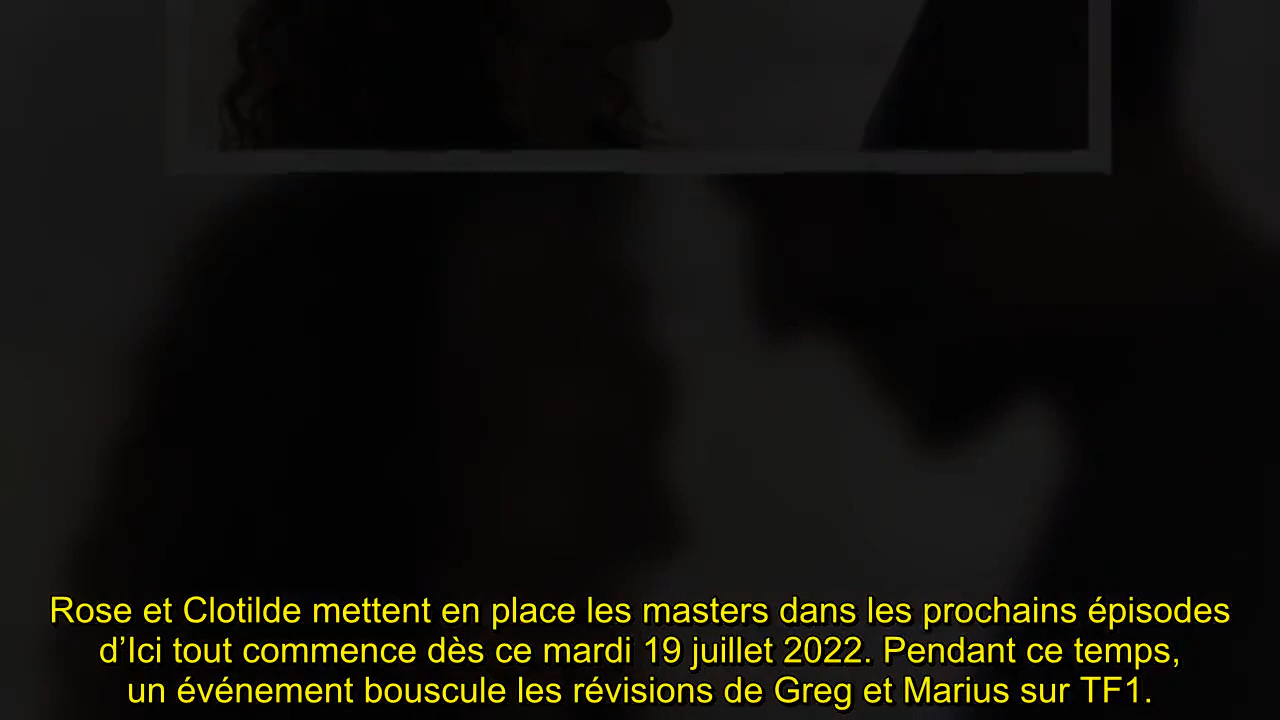 Rose et Clotilde mettent en place les masters dans les prochains épisodes
d’Ici tout commence dès ce mardi 19 juillet 2022. Pendant ce temps,
un événement bouscule les révisions de Greg et Marius sur TF1.